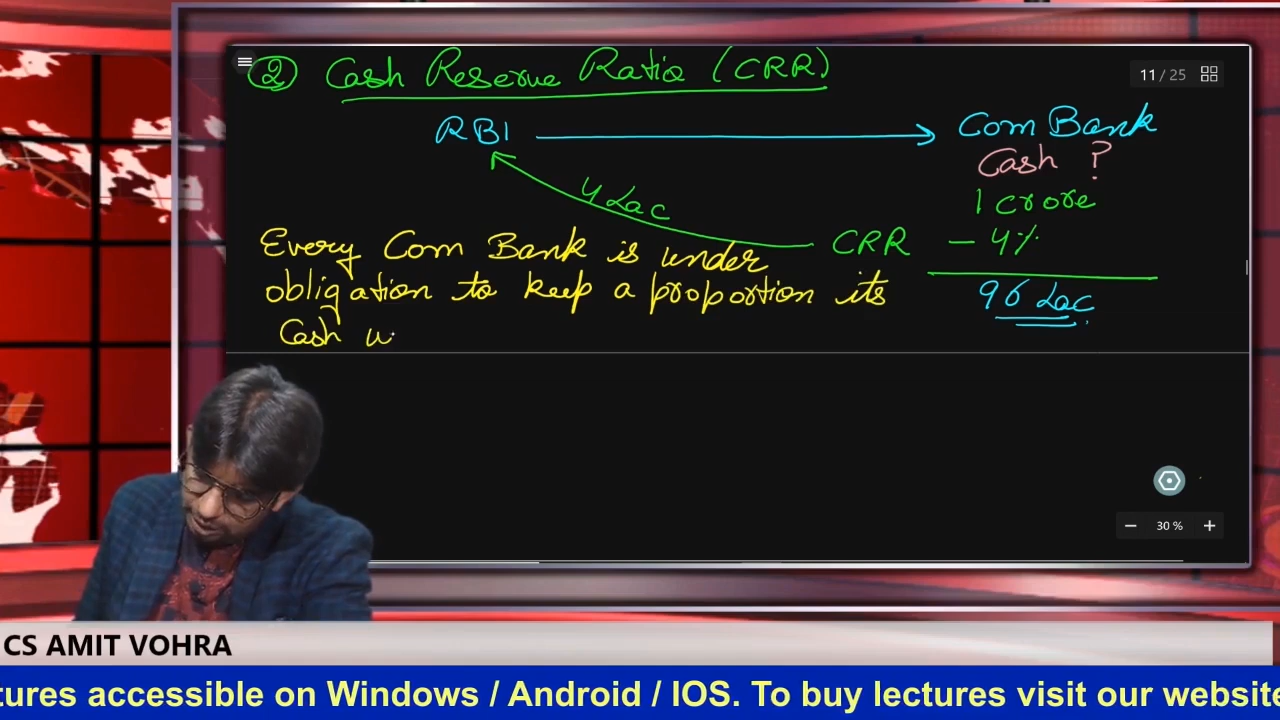 ② Cash Reserve Ratio (CRR)
11 / 25
RBI
Com Bank
Cash ?
1 crore
4 Lac
CRR - 4%
96 Lac
Every Com Bank is under
obligation to keep a proportion its
Cash w
30 %
CS AMIT VOHRA
tures accessible on Windows / Android / IOS. To buy lectures visit our website